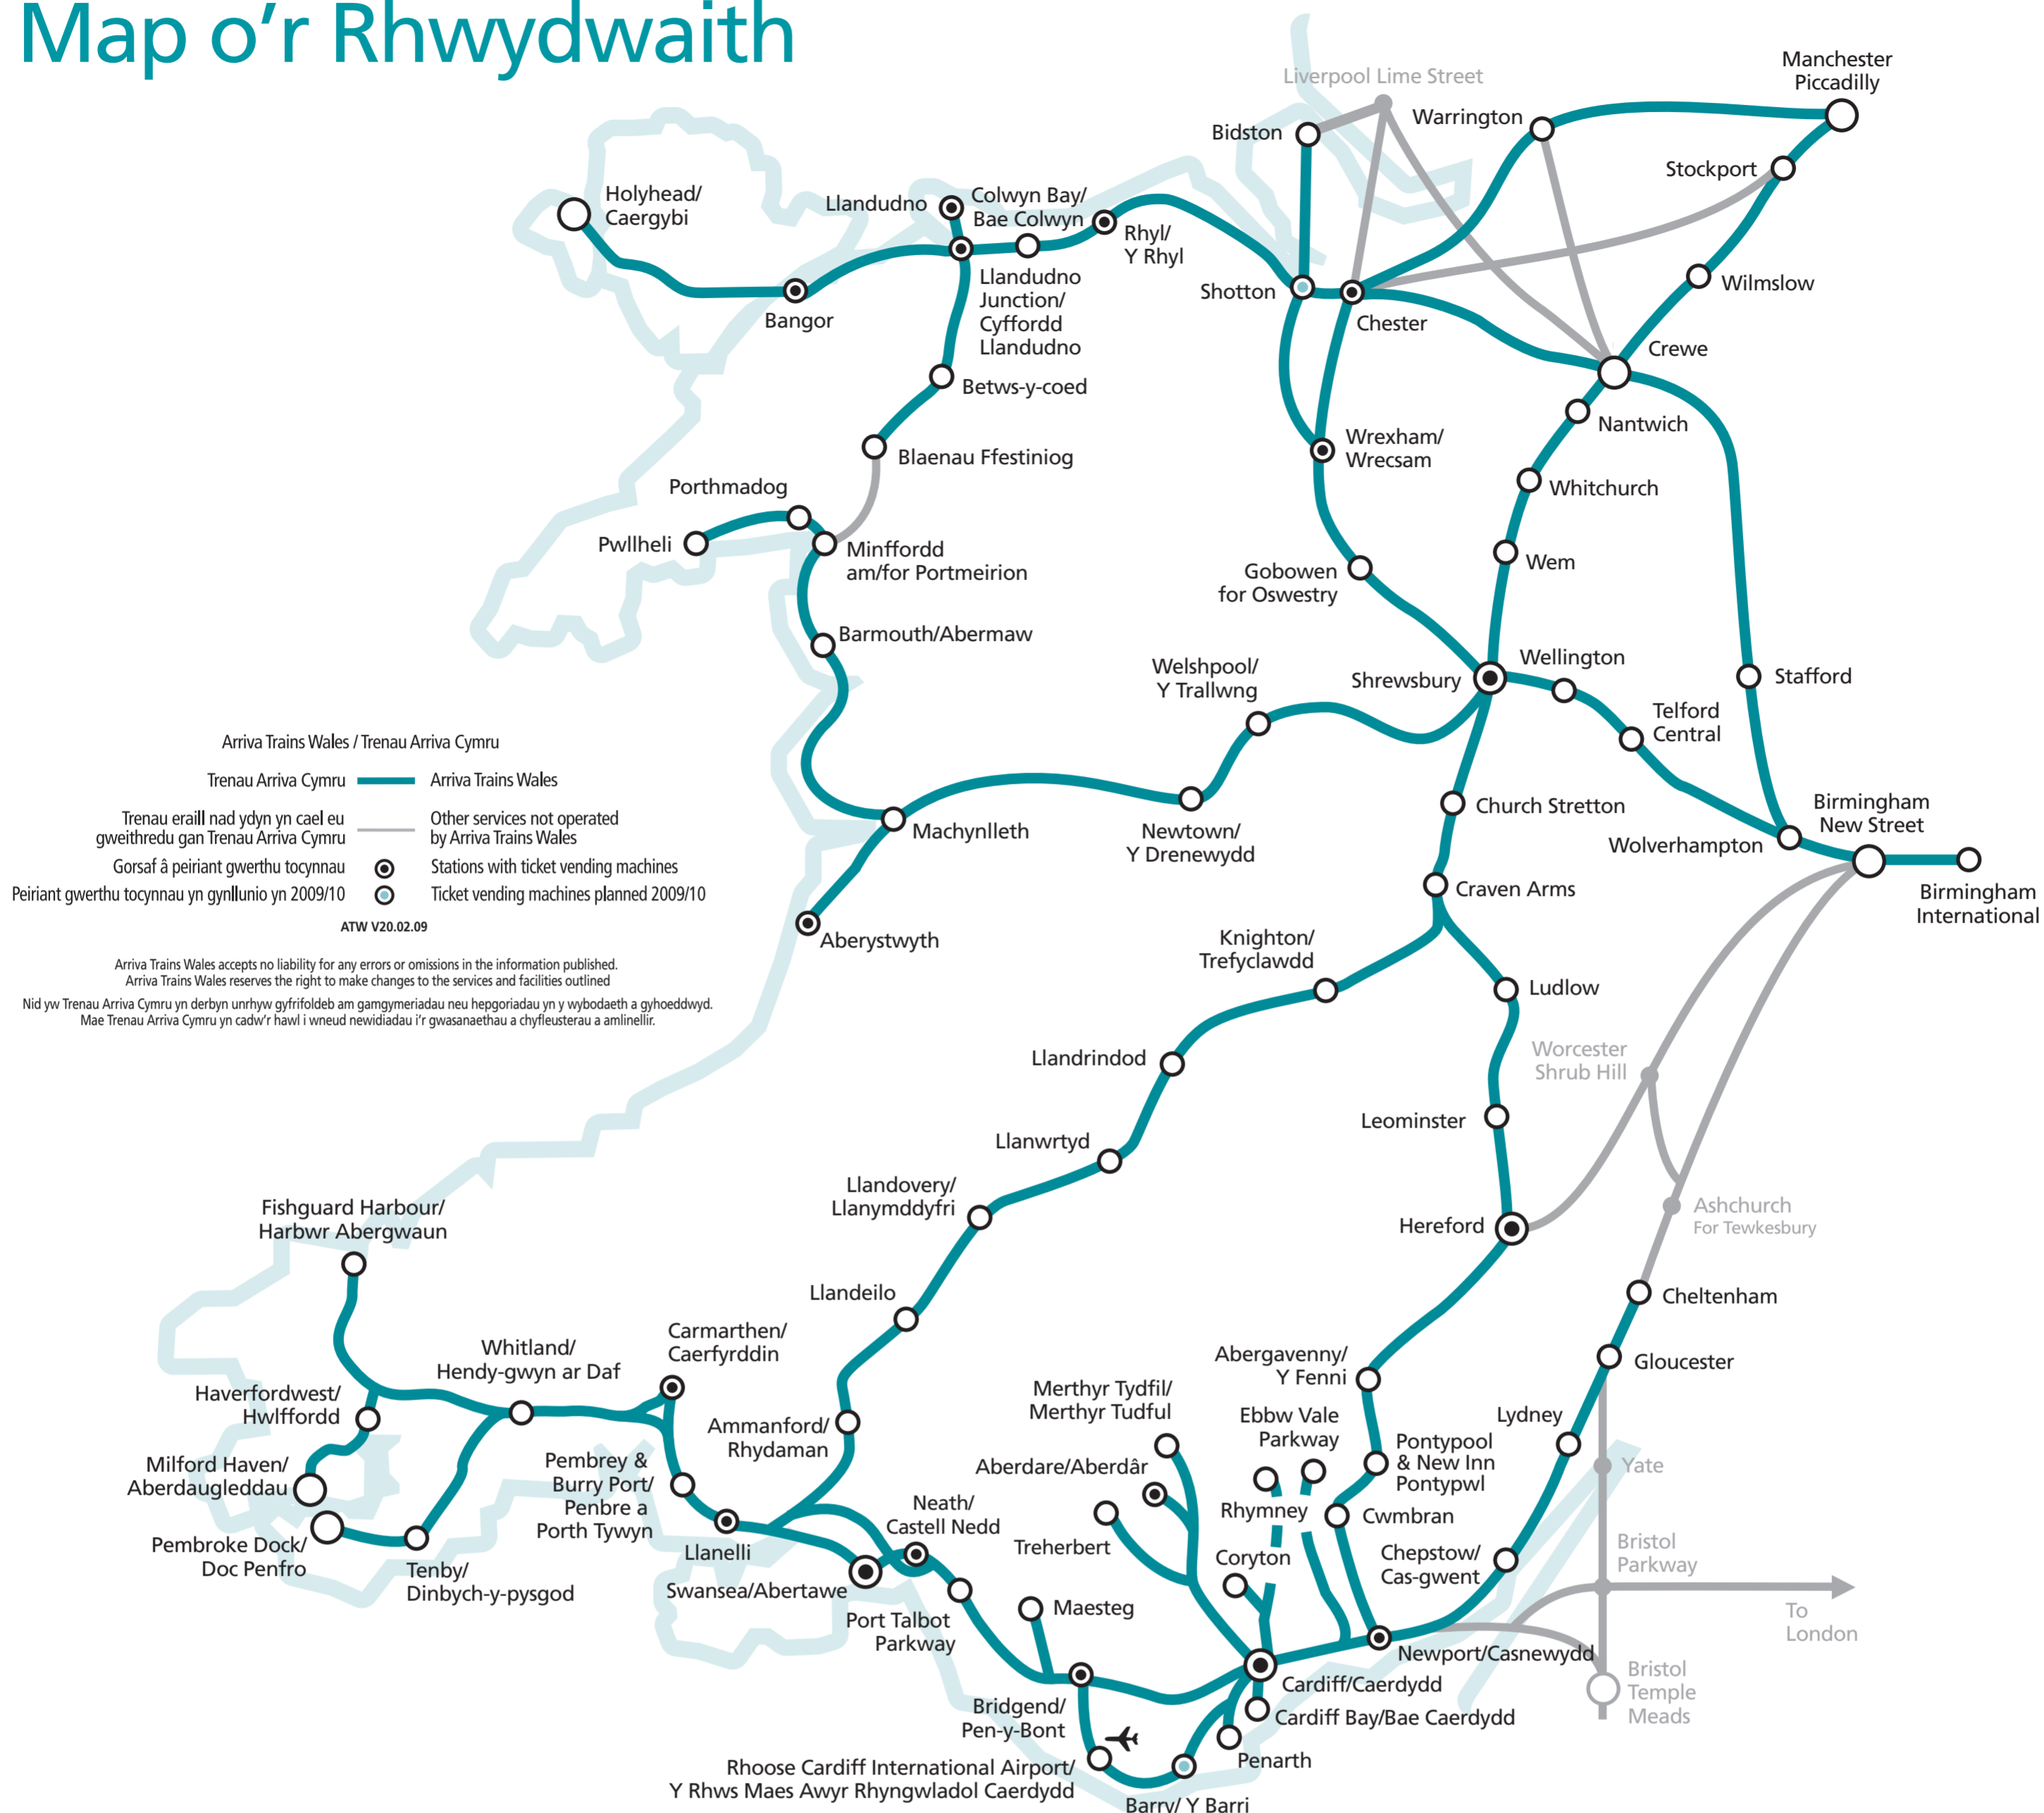 Map o'r Rhwydwaith
Liverpool Lime Street
Manchester
Piccadilly
Warrington
Bidston
Stockport
Holyhead/
Caergybi
Llandudno
Colwyn Bay/
Bae Colwyn
Rhyl/
Y Rhyl
Llandudno
Junction/
Cyffordd
Llandudno
Shotton
Chester
Wilmslow
Bangor
Crewe
Betws-y-coed
Nantwich
Wrexham/
Wrecsam
Blaenau Ffestiniog
Whitchurch
Porthmadog
Pwllheli
Minffordd
am/for Portmeirion
Wem
Gobowen
for Oswestry
Barmouth/Abermaw
Welshpool/
Y Trallwng
Shrewsbury
Wellington
Stafford
Telford
Central
Arriva Trains Wales / Trenau Arriva Cymru
Trenau Arriva Cymru
Arriva Trains Wales
Trenau eraill nad ydyn yn cael eu
gweithredu gan Trenau Arriva Cymru
Other services not operated
by Arriva Trains Wales
Gorsaf â peiriant gwerthu tocynnau
Stations with ticket vending machines
Peiriant gwerthu tocynnau yn gynllunio yn 2009/10
Ticket vending machines planned 2009/10
ATW V20.02.09
Arriva Trains Wales accepts no liability for any errors or omissions in the information published.
Arriva Trains Wales reserves the right to make changes to the services and facilities outlined
Nid yw Trenau Arriva Cymru yn derbyn unrhyw gyfrifoldeb am gamgymeriadau neu hepgoriadau yn y wybodaeth a gyhoeddwyd.
Mae Trenau Arriva Cymru yn cadw'r hawl i wneud newidiadau i'r gwasanaethau a chyfleusterau a amlinellir.
Machynlleth
Newtown/
Y Drenewydd
Church Stretton
Birmingham
New Street
Wolverhampton
Birmingham
International
Craven Arms
Aberystwyth
Knighton/
Trefyclawdd
Ludlow
Llandrindod
Worcester
Shrub Hill
Leominster
Llanwrtyd
Llandovery/
Llanymddyfri
Fishguard Harbour/
Harbwr Abergwaun
Hereford
Ashchurch
For Tewkesbury
Llandeilo
Cheltenham
Carmarthen/
Caerfyrddin
Whitland/
Hendy-gwyn ar Daf
Abergavenny/
Y Fenni
Gloucester
Haverfordwest/
Hwlffordd
Merthyr Tydfil/
Merthyr Tudful
Ammanford/
Rhydaman
Ebbw Vale
Parkway
Lydney
Pontypool
& New Inn
Pontypwl
Milford Haven/
Aberdaugleddau
Pembrey &
Burry Port/
Penbre a
Porth Tywyn
Aberdare/Aberdâr
Yate
Rhymney
Cwmbran
Neath/
Castell Nedd
Pembroke Dock/
Doc Penfro
Tenby/
Dinbych-y-pysgod
Llanelli
Treherbert
Coryton
Chepstow/
Cas-gwent
Bristol
Parkway
Swansea/Abertawe
Port Talbot
Parkway
Maesteg
To
London
Newport/Casnewydd
Bridgend/
Pen-y-Bont
Cardiff/Caerdydd
Bristol
Temple
Meads
Cardiff Bay/Bae Caerdydd
Penarth
Rhoose Cardiff International Airport/
Y Rhws Maes Awyr Rhyngwladol Caerdydd
Barry/ Y Barri